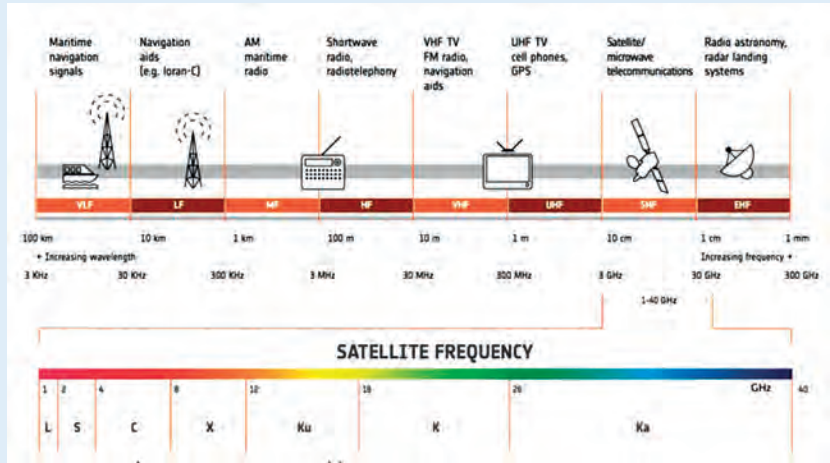 Maritime
navigation
signals
Navigation
aids
(e.g. loran-C)
AM
maritime
radio
Shortwave
radio,
radiotelephony
VHF TV
FM radio,
navigation
aids
UHF TV
cell phones,
GPS
Satellite/
microwave
telecommunications
Radio astronomy,
radar landing
systems
VLF LF MF HF VHF UHF SHF EHF
100 km 10 km 1 km 100 m 10 m 1 m 10 cm 1 cm 1 mm
+ Increasing wavelength Increasing frequency +
3 KHz 30 KHz 300 KHz 3 MHz 30 MHz 300 MHz 3 GHz 30 GHz 300 GHz
1-40 GHz
SATELLITE FREQUENCY
1 2 4 8 12 18 26 GHz 40
L S C X Ku K Ka